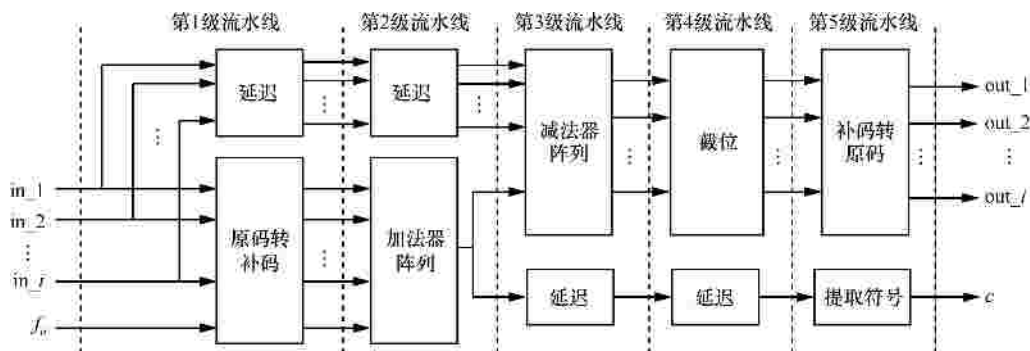 第1级流水线 第2级流水线 第3级流水线 第4级流水线 第5级流水线
延迟 延迟
减法器
阵列
截位
补码转
原码
out_1
out_2
⋮
out_i
in_1
in_2
⋮
in_i
原码转
补码
加法器
阵列
延迟 延迟 提取符号 c